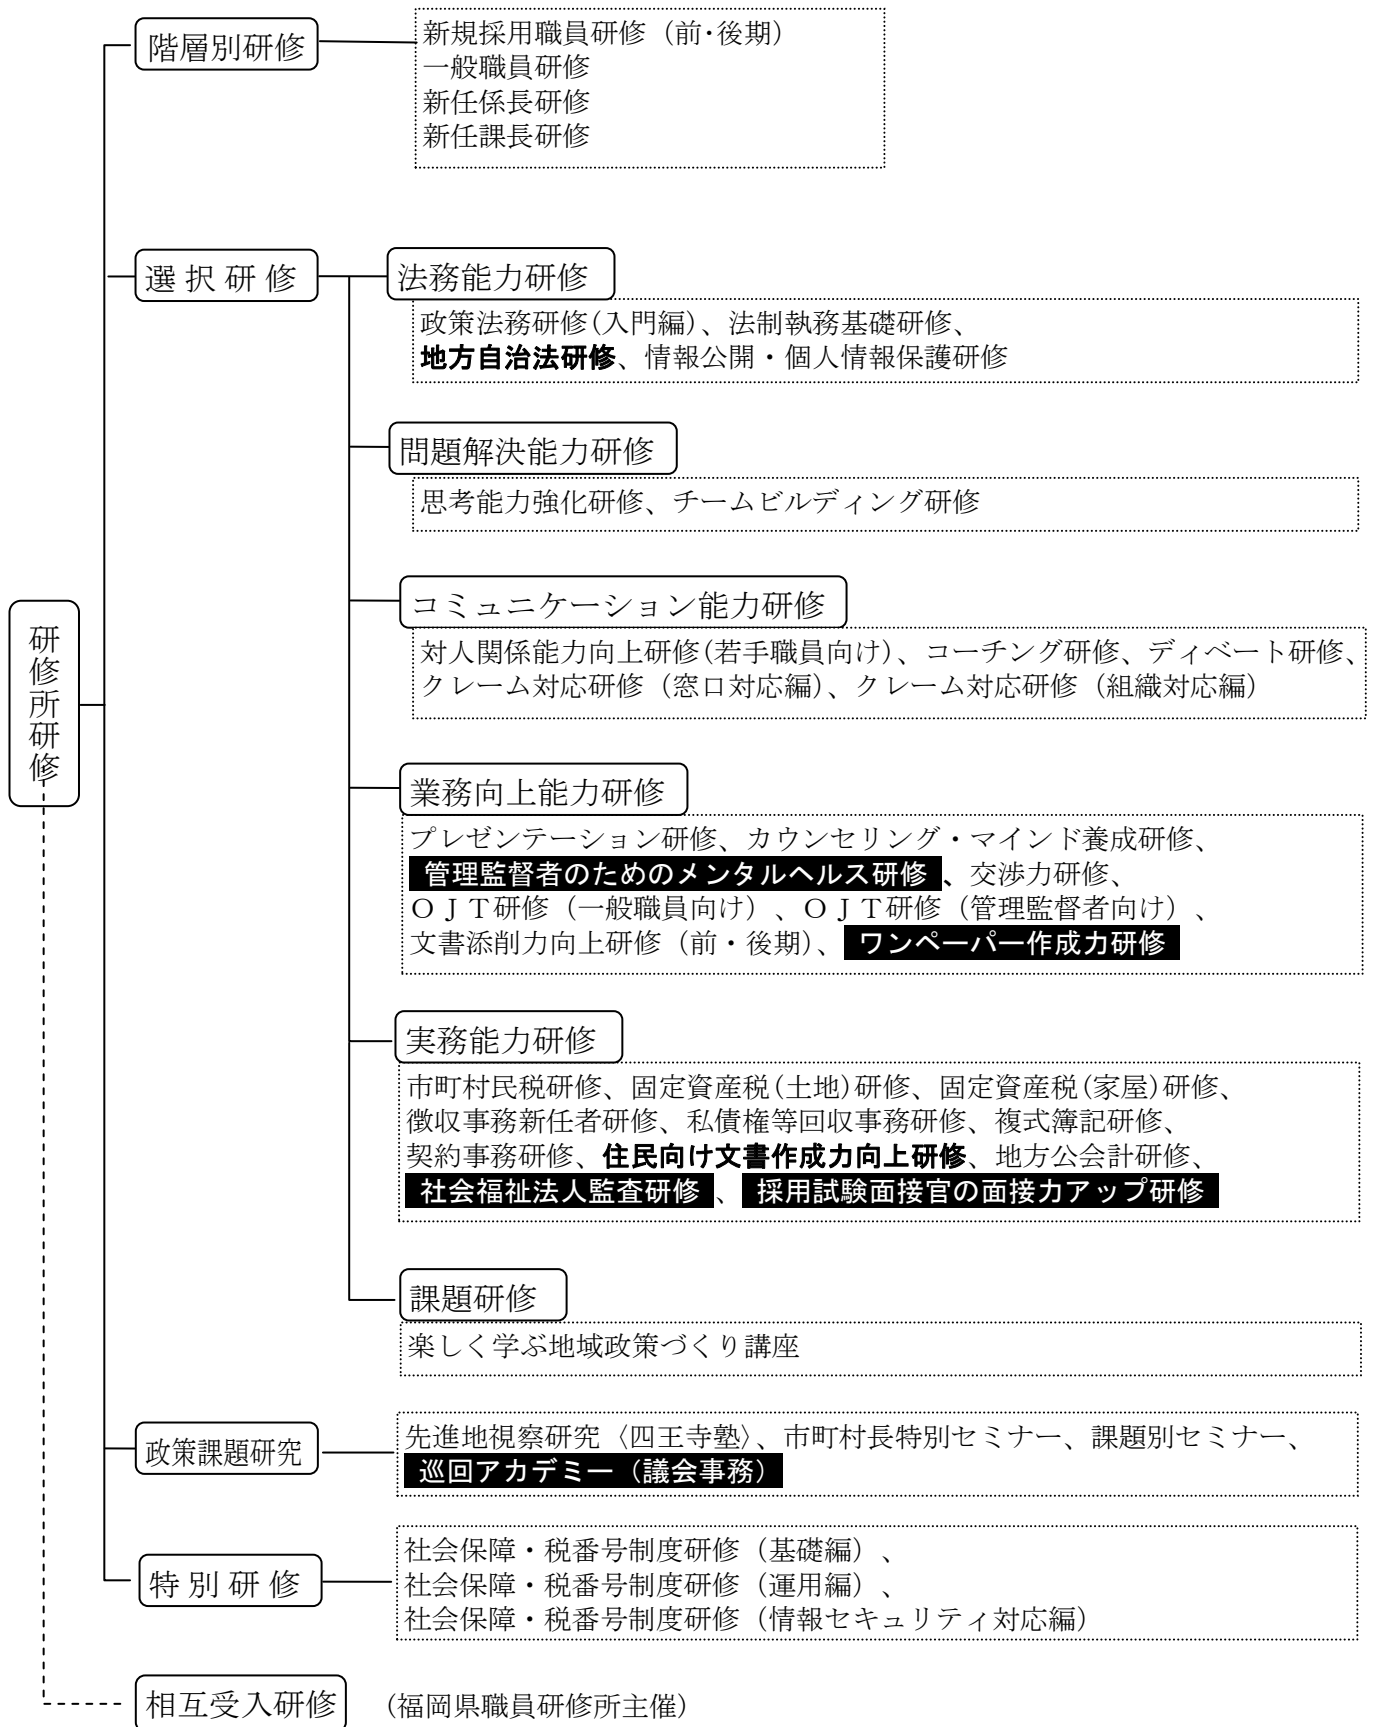 階層別研修
新規採用職員研修（前・後期）
一般職員研修
新任係長研修
新任課長研修
選択研修
法務能力研修
政策法務研修(入門編)、法制執務基礎研修、
地方自治法研修、情報公開・個人情報保護研修
問題解決能力研修
思考能力強化研修、チームビルディング研修
コミュニケーション能力研修
対人関係能力向上研修(若手職員向け)、コーチング研修、ディベート研修、
クレーム対応研修（窓口対応編）、クレーム対応研修（組織対応編）
研修所研修
業務向上能力研修
プレゼンテーション研修、カウンセリング・マインド養成研修、
管理監督者のためのメンタルヘルス研修、交渉力研修、
ＯＪＴ研修（一般職員向け）、ＯＪＴ研修（管理監督者向け）、
文書添削力向上研修（前・後期）、ワンペーパー作成力研修
実務能力研修
市町村民税研修、固定資産税(土地)研修、固定資産税(家屋)研修、
徴収事務新任者研修、私債権等回収事務研修、複式簿記研修、
契約事務研修、住民向け文書作成力向上研修、地方公会計研修、
社会福祉法人監査研修、採用試験面接官の面接力アップ研修
課題研修
楽しく学ぶ地域政策づくり講座
政策課題研究
先進地視察研究〈四王寺塾〉、市町村長特別セミナー、課題別セミナー、
巡回アカデミー（議会事務）
特別研修
社会保障・税番号制度研修（基礎編）、
社会保障・税番号制度研修（運用編）、
社会保障・税番号制度研修（情報セキュリティ対応編）
相互受入研修
（福岡県職員研修所主催）